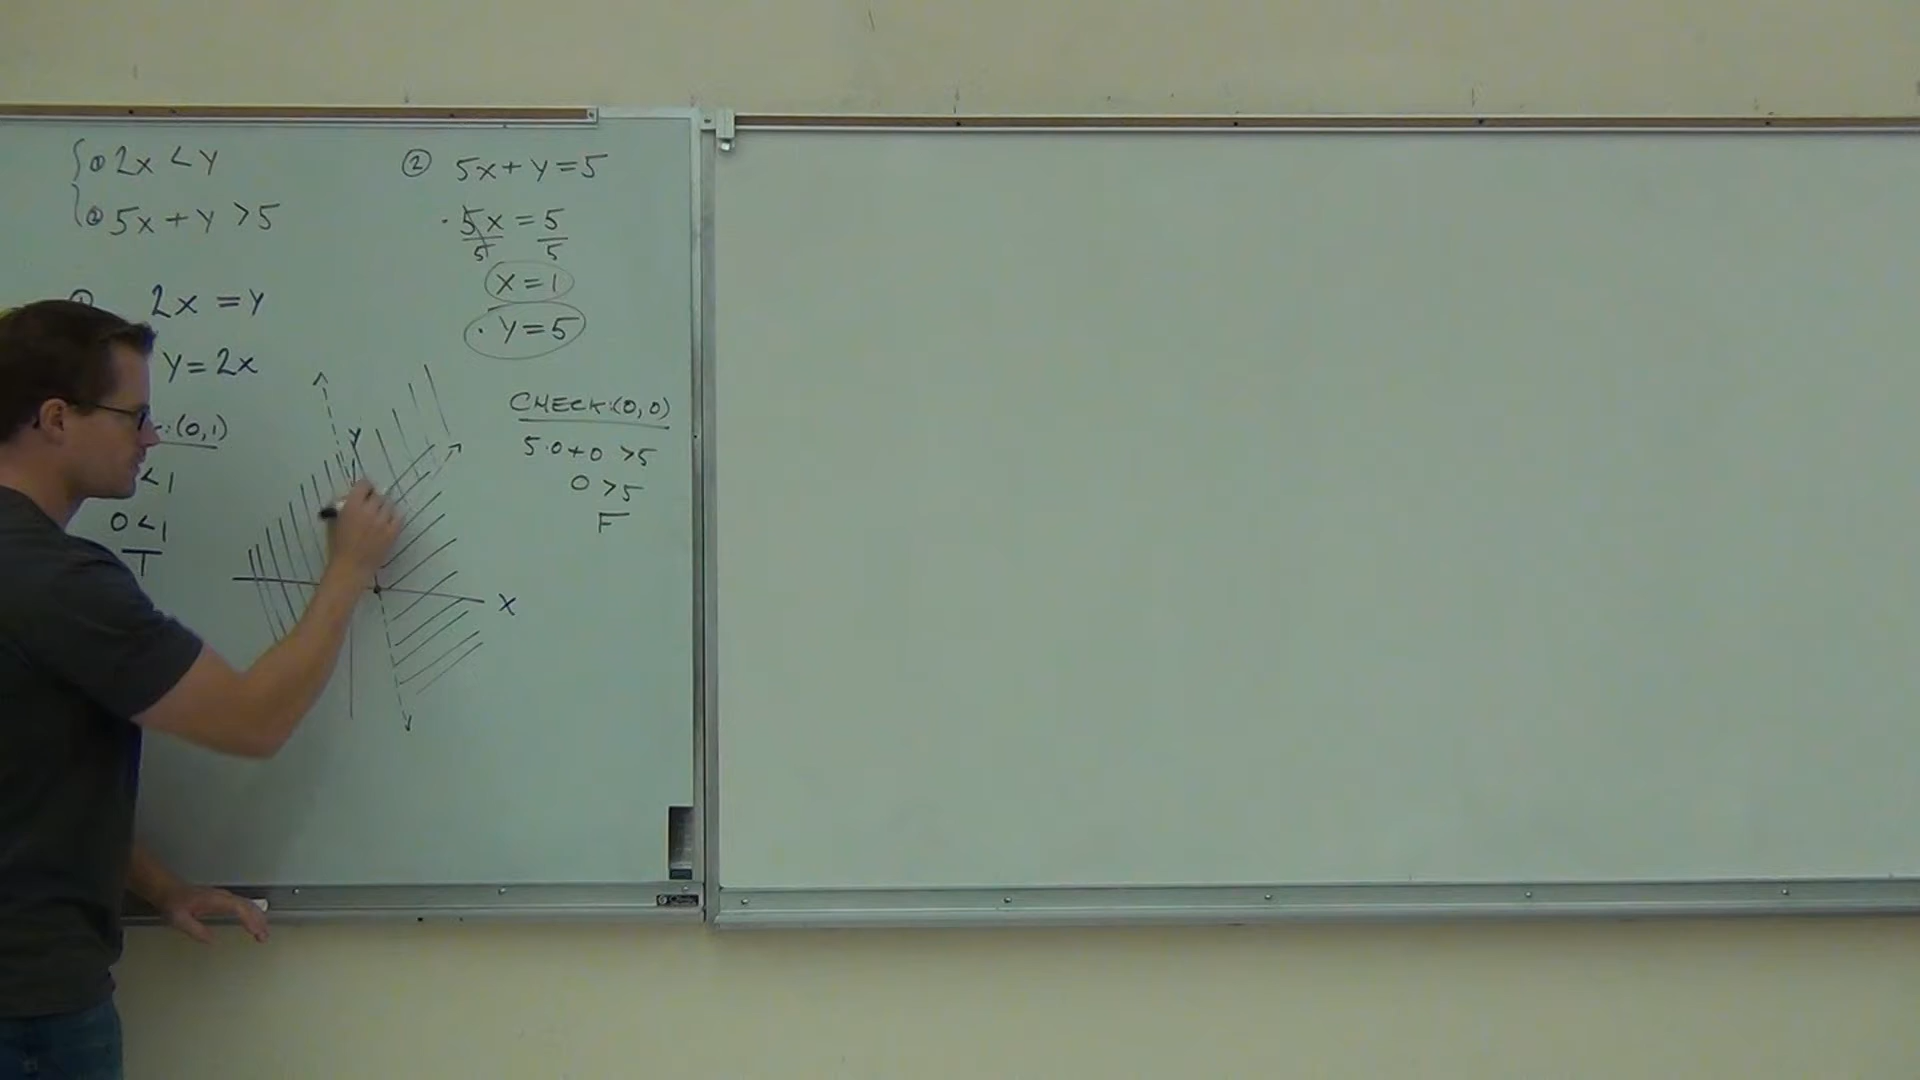 ① 2x < y
② 5x + y > 5
2x = y
y = 2x
: (0,1)
< 1
0 < 1
T
② 5x + y = 5
· 5x = 5
5 5
x = 1
· y = 5
CHECK: (0,0)
5·0+0 >5
0 >5
F
y
x